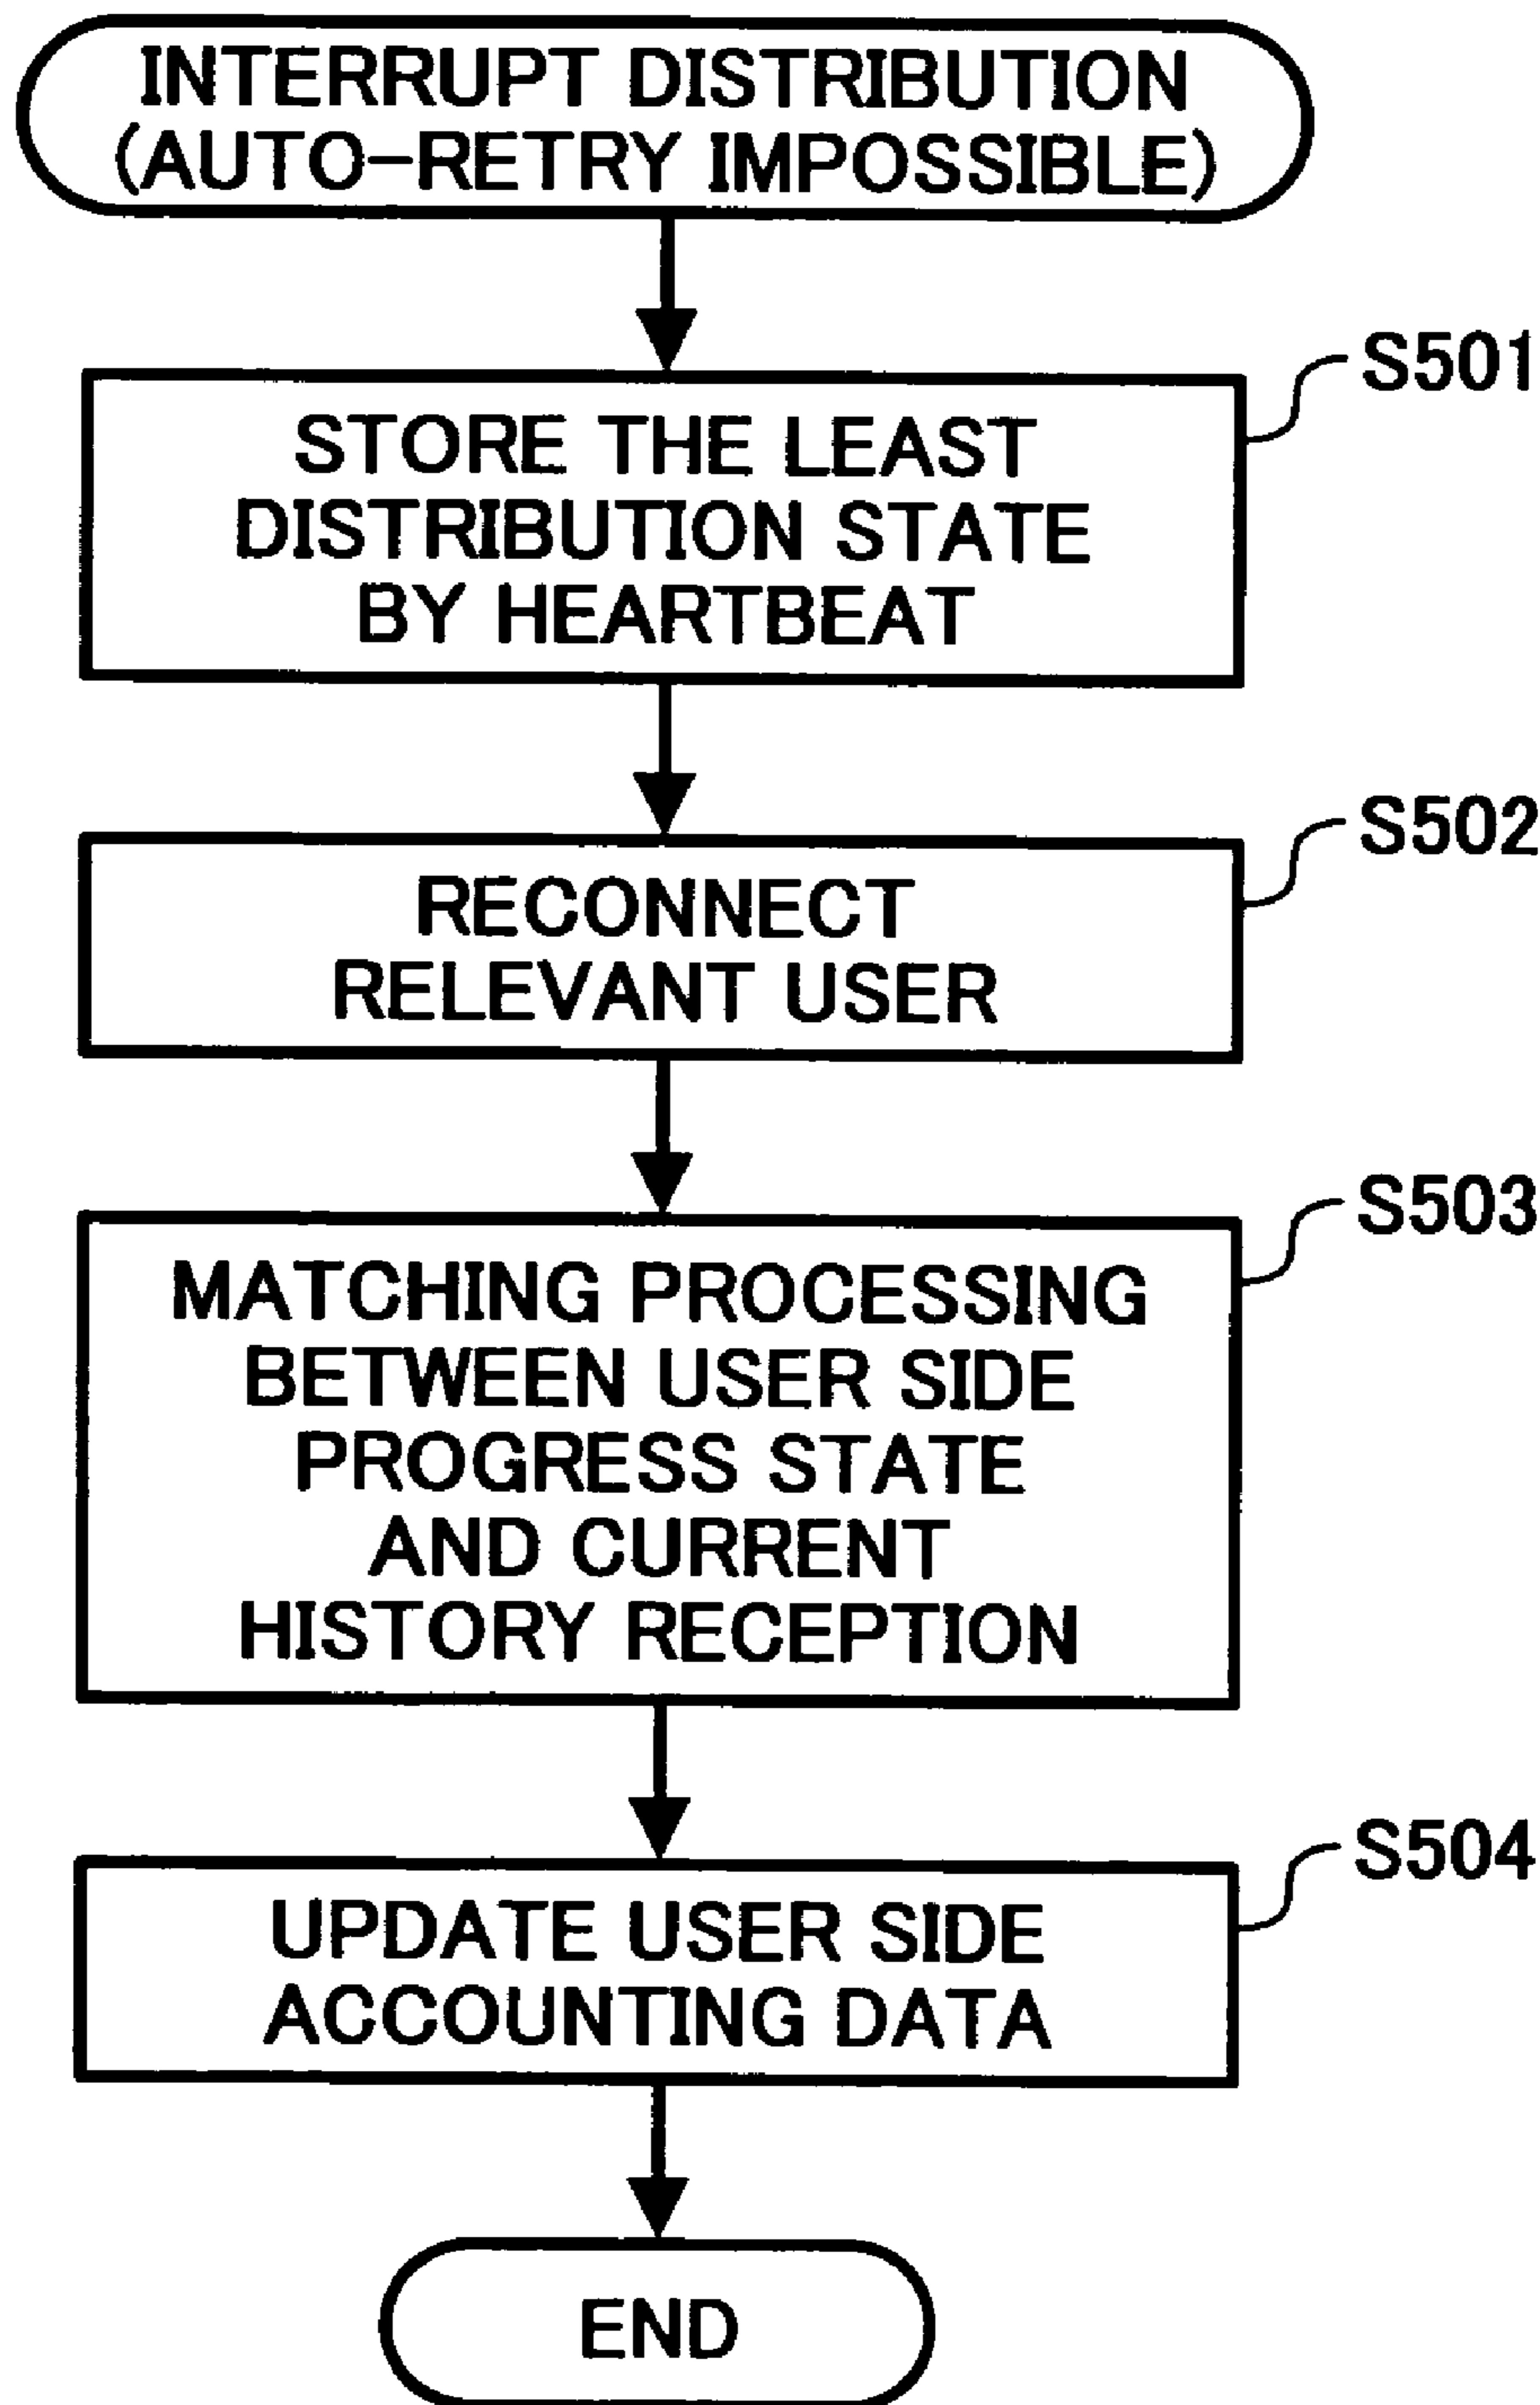 INTERRUPT DISTRIBUTION
(AUTO-RETRY IMPOSSIBLE)
S501
STORE THE LEAST
DISTRIBUTION STATE
BY HEARTBEAT
S502
RECONNECT
RELEVANT USER
S503
MATCHING PROCESSING
BETWEEN USER SIDE
PROGRESS STATE
AND CURRENT
HISTORY RECEPTION
S504
UPDATE USER SIDE
ACCOUNTING DATA
END